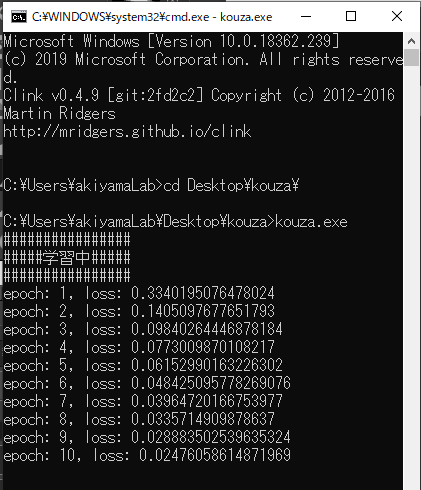 C:¥WINDOWS¥system32¥cmd.exe - kouza.exe
Microsoft Windows [Version 10.0.18362.239]
(c) 2019 Microsoft Corporation. All rights reserve
d.
Clink v0.4.9 [git:2fd2c2] Copyright (c) 2012-2016
Martin Ridgers
http://mridgers.github.io/clink
C:¥Users¥akiyamaLab>cd Desktop¥kouza¥
C:¥Users¥akiyamaLab¥Desktop¥kouza>kouza.exe
################
#####学習中#####
################
epoch: 1, loss: 0.3340195076478024
epoch: 2, loss: 0.1405097677651793
epoch: 3, loss: 0.09840264446878184
epoch: 4, loss: 0.0773009870108217
epoch: 5, loss: 0.06152990163226302
epoch: 6, loss: 0.048425095778269076
epoch: 7, loss: 0.03964720166753977
epoch: 8, loss: 0.0335714909878637
epoch: 9, loss: 0.028883502539635324
epoch: 10, loss: 0.02476058614871969